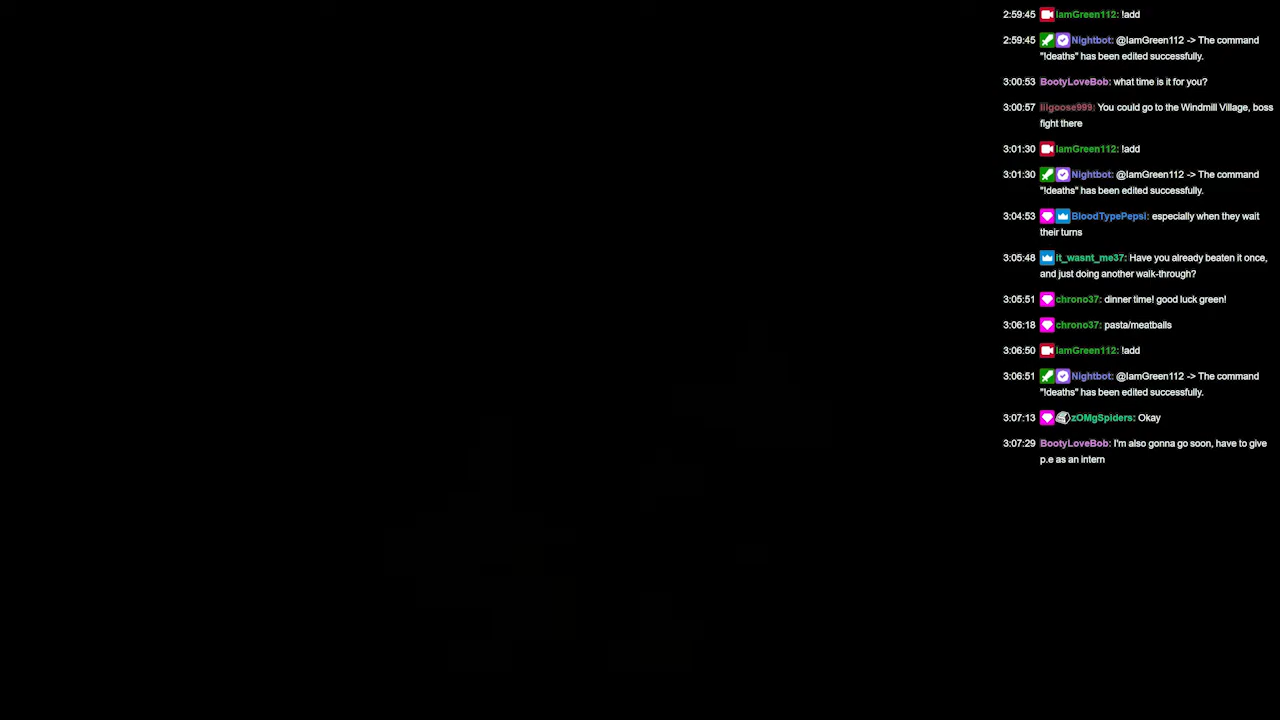 2:59:45 IamGreen112: !add
2:59:45 Nightbot: @IamGreen112 -> The command
"!deaths" has been edited successfully.
3:00:53 BootyLoveBob: what time is it for you?
3:00:57 liigoose999: You could go to the Windmill Village, boss
fight there
3:01:30 IamGreen112: !add
3:01:30 Nightbot: @IamGreen112 -> The command
"!deaths" has been edited successfully.
3:04:53 BloodTypePepsi: especially when they wait
their turns
3:05:48 it_wasnt_me37: Have you already beaten it once,
and just doing another walk-through?
3:05:51 chrono37: dinner time! good luck green!
3:06:18 chrono37: pasta/meatballs
3:06:50 IamGreen112: !add
3:06:51 Nightbot: @IamGreen112 -> The command
"!deaths" has been edited successfully.
3:07:13 zOMgSpiders: Okay
3:07:29 BootyLoveBob: I'm also gonna go soon, have to give
p.e as an intern